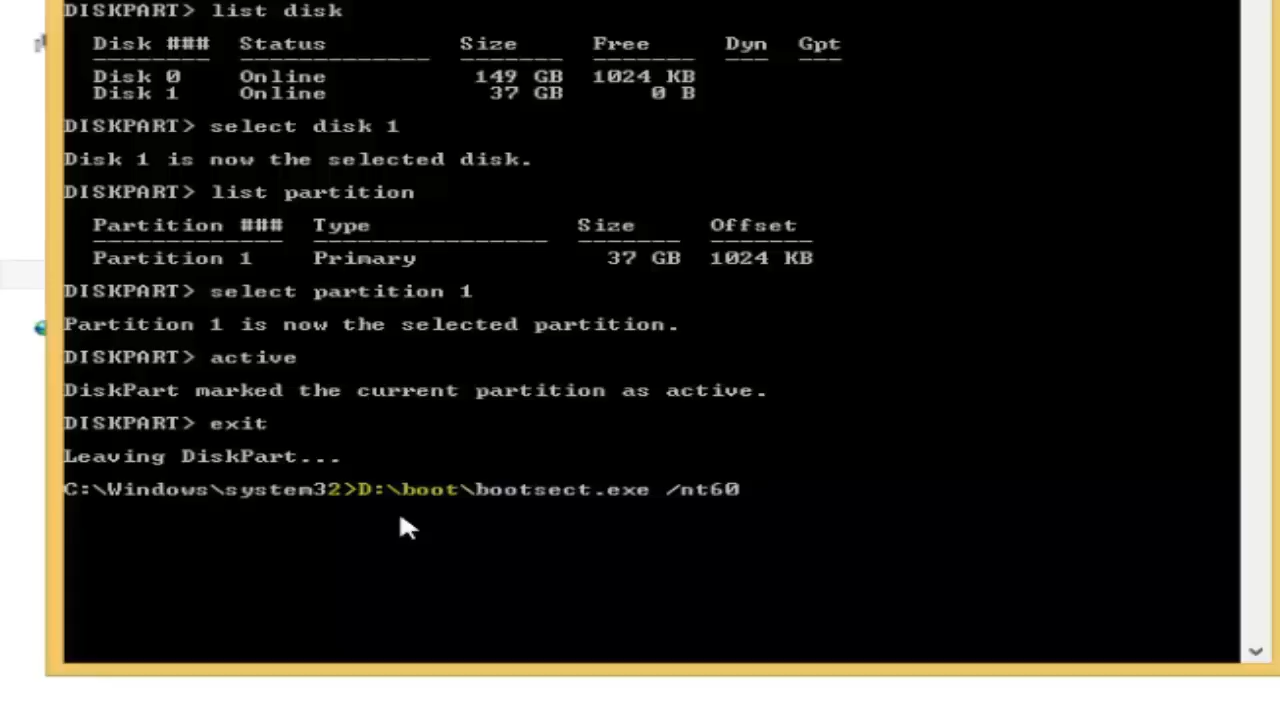 DISKPART> list disk
Disk ### Status Size Free Dyn Gpt
Disk 0 Online 149 GB 1024 KB
Disk 1 Online 37 GB 0 B
DISKPART> select disk 1
Disk 1 is now the selected disk.
DISKPART> list partition
Partition ### Type Size Offset
Partition 1 Primary 37 GB 1024 KB
DISKPART> select partition 1
Partition 1 is now the selected partition.
DISKPART> active
DiskPart marked the current partition as active.
DISKPART> exit
Leaving DiskPart...
C:\Windows\system32>D:\boot\bootsect.exe /nt60